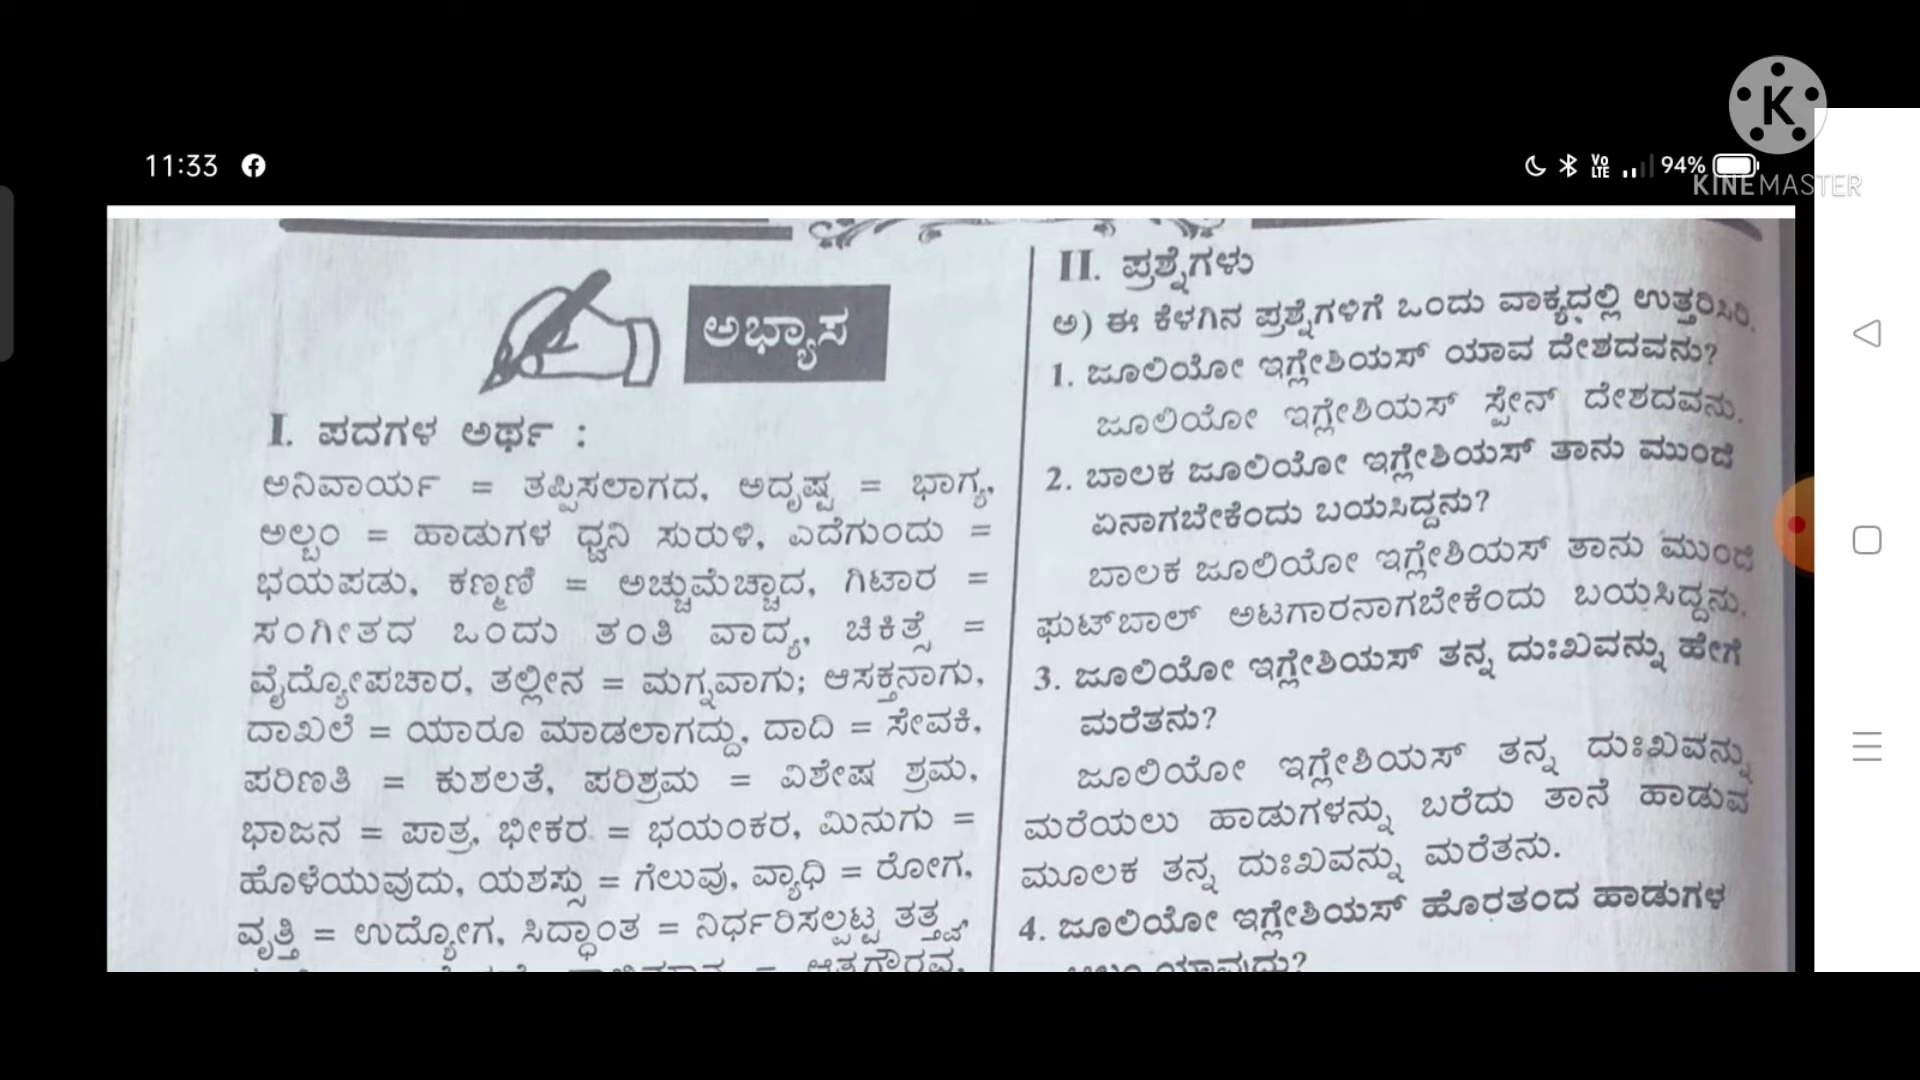 11:33
94%
K
KINEMASTER
ಅಭ್ಯಾಸ
I. ಪದಗಳ ಅರ್ಥ :
ಅನಿವಾರ್ಯ = ತಪ್ಪಿಸಲಾಗದ, ಅದೃಷ್ಟ = ಭಾಗ್ಯ,
ಅಲ್ಬಂ = ಹಾಡುಗಳ ಧ್ವನಿ ಸುರುಳಿ, ಎದೆಗುಂದು =
ಭಯಪಡು, ಕಣ್ಮಣಿ = ಅಚ್ಚುಮೆಚ್ಚಾದ, ಗಿಟಾರ =
ಸಂಗೀತದ ಒಂದು ತಂತಿ ವಾದ್ಯ, ಚಿಕಿತ್ಸೆ =
ವೈದ್ಯೋಪಚಾರ, ತಲ್ಲೀನ = ಮಗ್ನವಾಗು; ಆಸಕ್ತನಾಗು,
ದಾಖಲೆ = ಯಾರೂ ಮಾಡಲಾಗದ್ದು, ದಾದಿ = ಸೇವಕಿ,
ಪರಿಣತಿ = ಕುಶಲತೆ, ಪರಿಶ್ರಮ = ವಿಶೇಷ ಶ್ರಮ,
ಭಾಜನ = ಪಾತ್ರ, ಭೀಕರ = ಭಯಂಕರ, ಮಿನುಗು =
ಹೊಳೆಯುವುದು, ಯಶಸ್ಸು = ಗೆಲುವು, ವ್ಯಾಧಿ = ರೋಗ,
ವೃತ್ತಿ = ಉದ್ಯೋಗ, ಸಿದ್ಧಾಂತ = ನಿರ್ಧರಿಸಲ್ಪಟ್ಟ ತತ್ತ್ವ,
= ಆತ್ಮಗೌರವ,
II. ಪ್ರಶ್ನೆಗಳು
ಅ) ಈ ಕೆಳಗಿನ ಪ್ರಶ್ನೆಗಳಿಗೆ ಒಂದು ವಾಕ್ಯದಲ್ಲಿ ಉತ್ತರಿಸಿರಿ.
1. ಜೂಲಿಯೋ ಇಗ್ಲೇಶಿಯಸ್ ಯಾವ ದೇಶದವನು?
ಜೂಲಿಯೋ ಇಗ್ಲೇಶಿಯಸ್ ಸ್ಪೇನ್ ದೇಶದವನು.
2. ಬಾಲಕ ಜೂಲಿಯೋ ಇಗ್ಲೇಶಿಯಸ್ ತಾನು ಮುಂದೆ
ಏನಾಗಬೇಕೆಂದು ಬಯಸಿದ್ದನು?
ಬಾಲಕ ಜೂಲಿಯೋ ಇಗ್ಲೇಶಿಯಸ್ ತಾನು ಮುಂದೆ
ಫುಟ್‌ಬಾಲ್ ಅಟಗಾರನಾಗಬೇಕೆಂದು ಬಯಸಿದ್ದನು.
3. ಜೂಲಿಯೋ ಇಗ್ಲೇಶಿಯಸ್ ತನ್ನ ದುಃಖವನ್ನು ಹೇಗೆ
ಮರೆತನು?
ಜೂಲಿಯೋ ಇಗ್ಲೇಶಿಯಸ್ ತನ್ನ ದುಃಖವನ್ನು
ಮರೆಯಲು ಹಾಡುಗಳನ್ನು ಬರೆದು ತಾನೆ ಹಾಡುವ
ಮೂಲಕ ತನ್ನ ದುಃಖವನ್ನು ಮರೆತನು.
4. ಜೂಲಿಯೋ ಇಗ್ಲೇಶಿಯಸ್ ಹೊರತಂದ ಹಾಡುಗಳ
ಯಾವುದು?